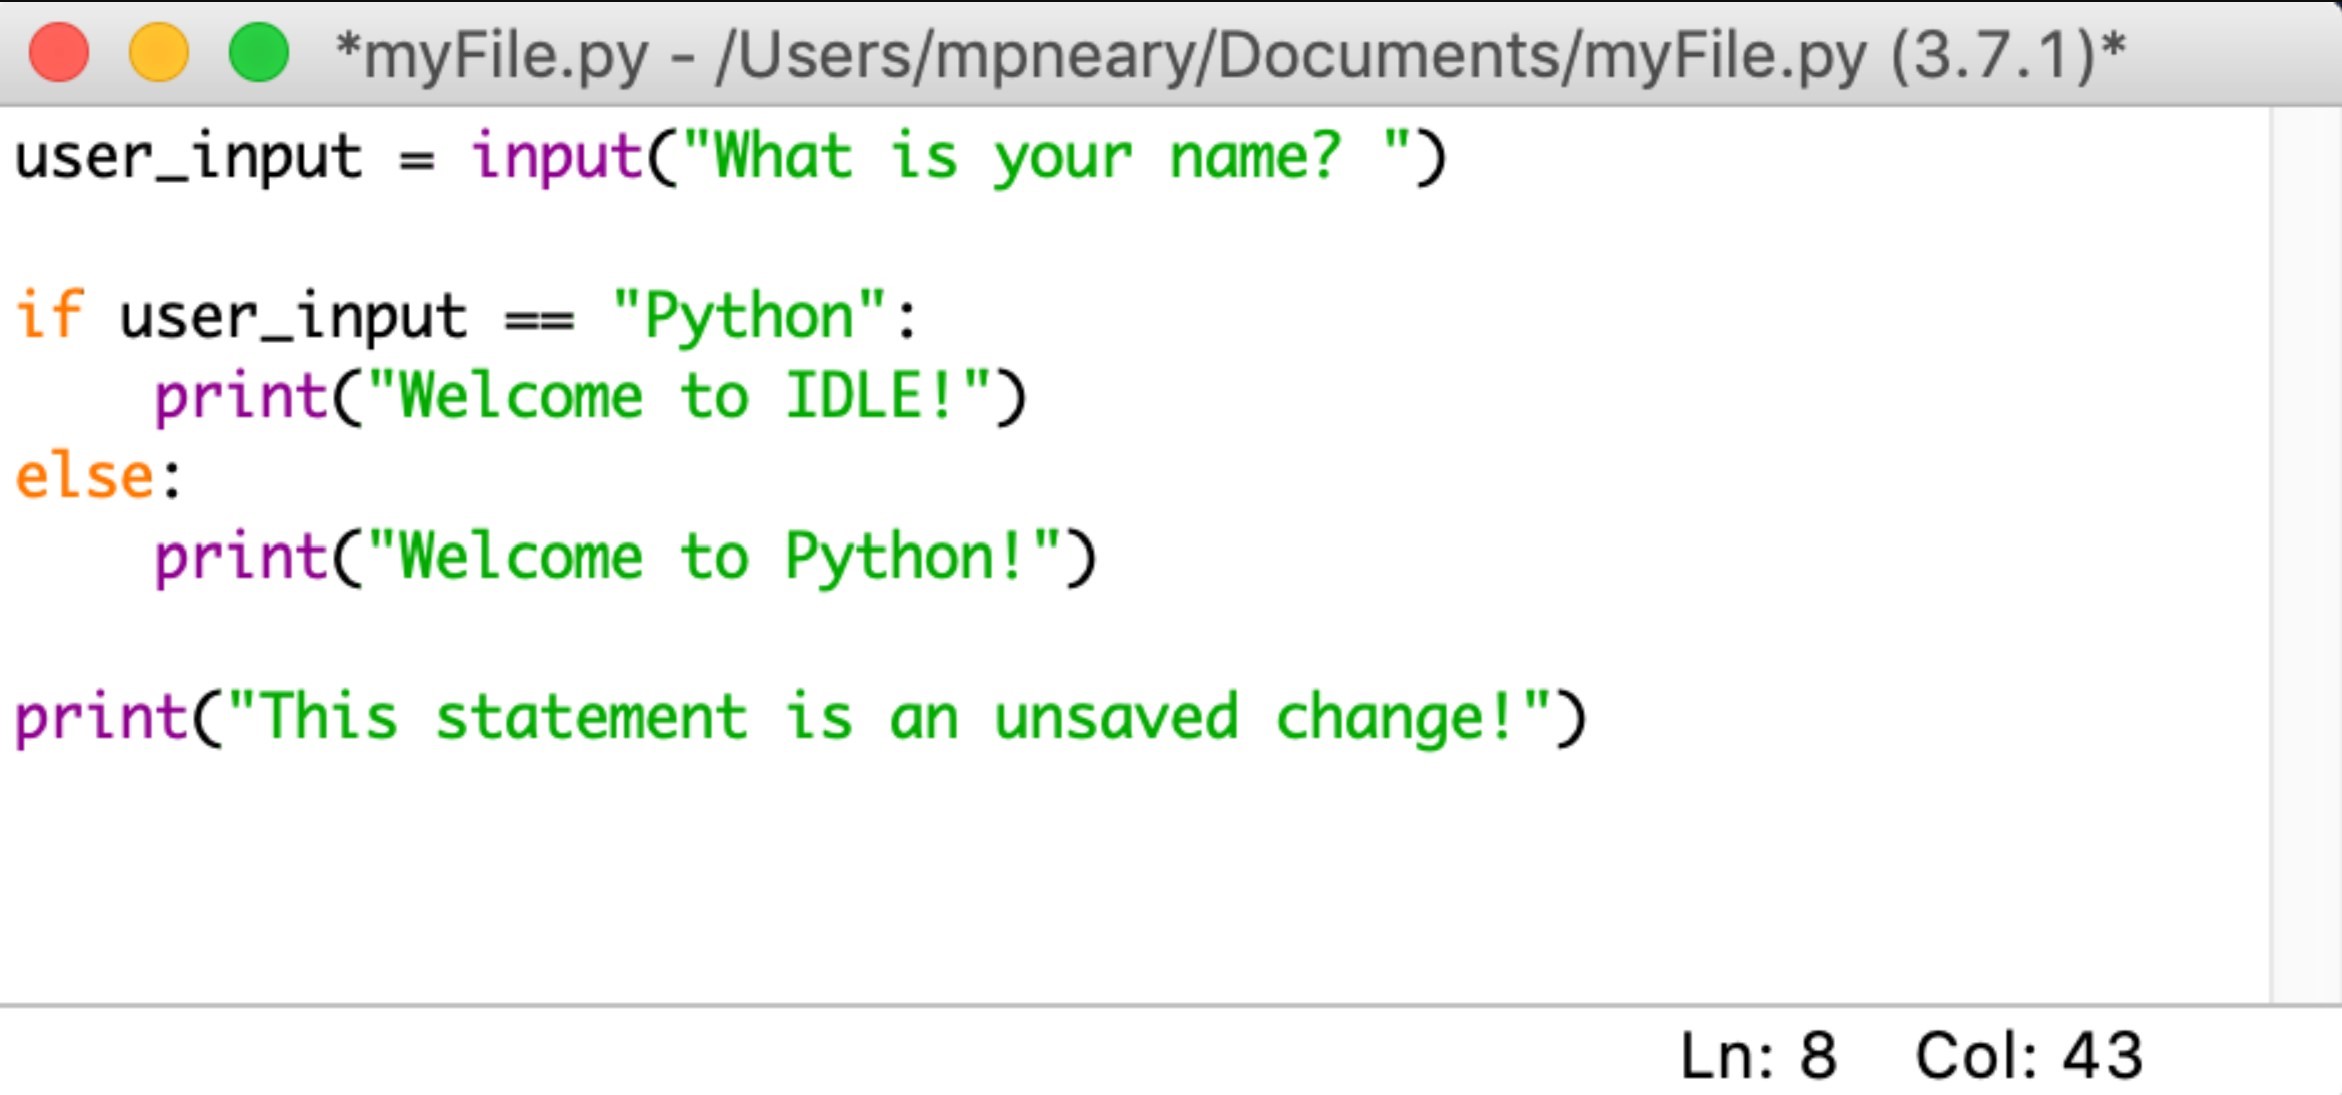 *myFile.py - /Users/mpneary/Documents/myFile.py (3.7.1)*
user_input = input("What is your name? ")
if user_input == "Python":
    print("Welcome to IDLE!")
else:
    print("Welcome to Python!")
print("This statement is an unsaved change!")
Ln: 8 Col: 43